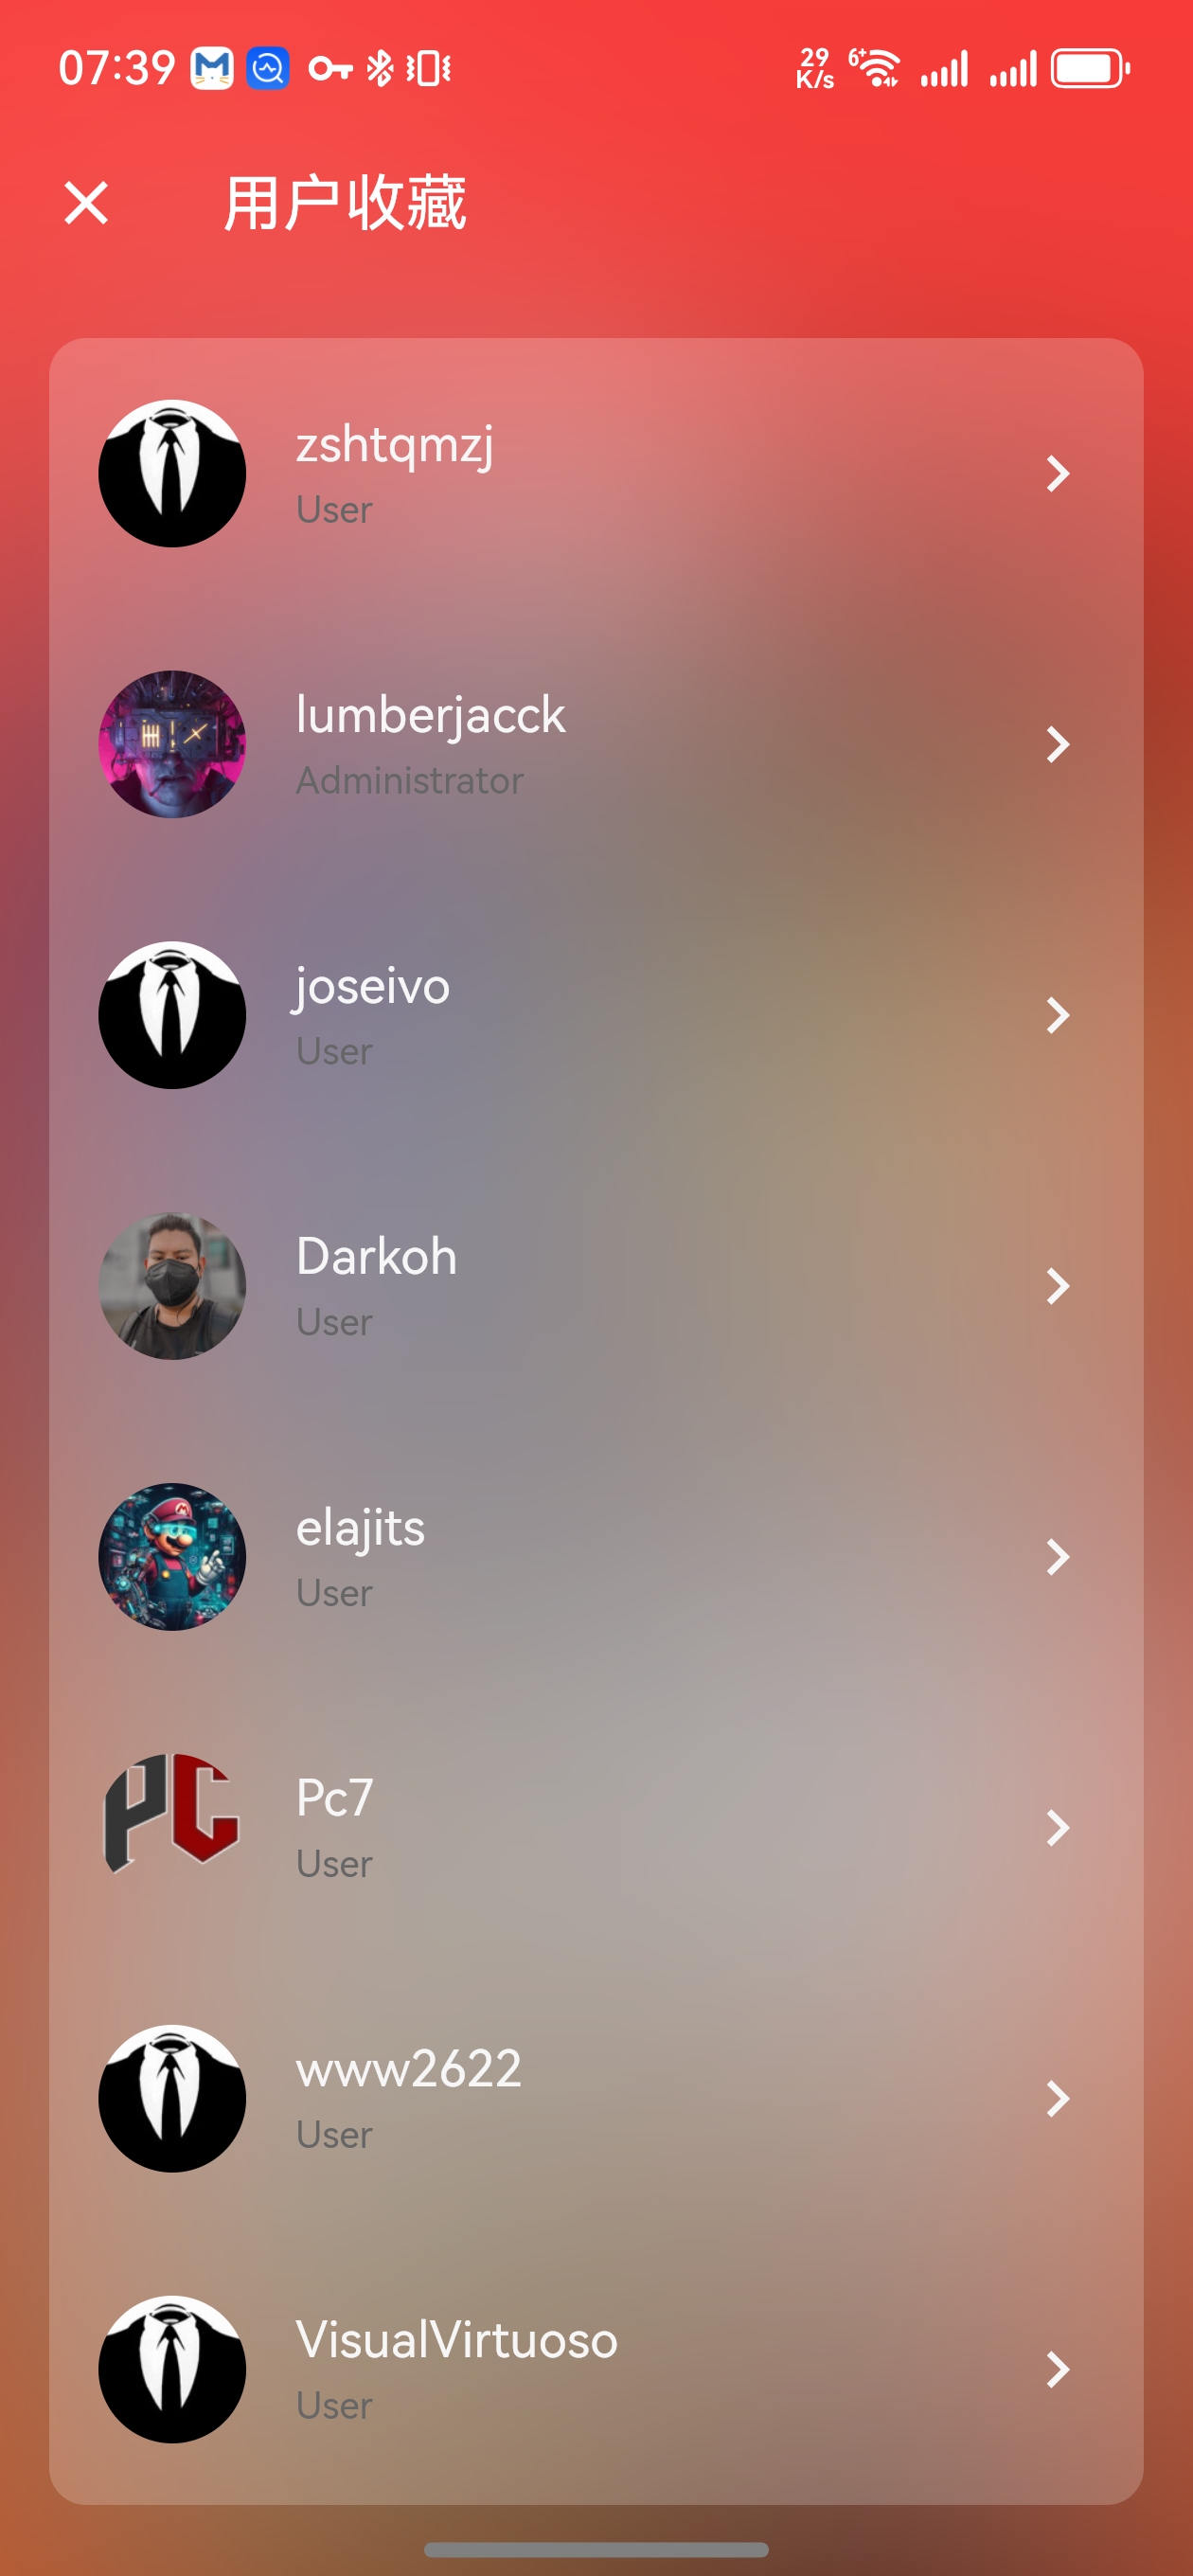 07:39
29
K/s
用户收藏
zshtqmzj
User
lumberjacck
Administrator
joseivo
User
Darkoh
User
elajits
User
PC
Pc7
User
www2622
User
VisualVirtuoso
User